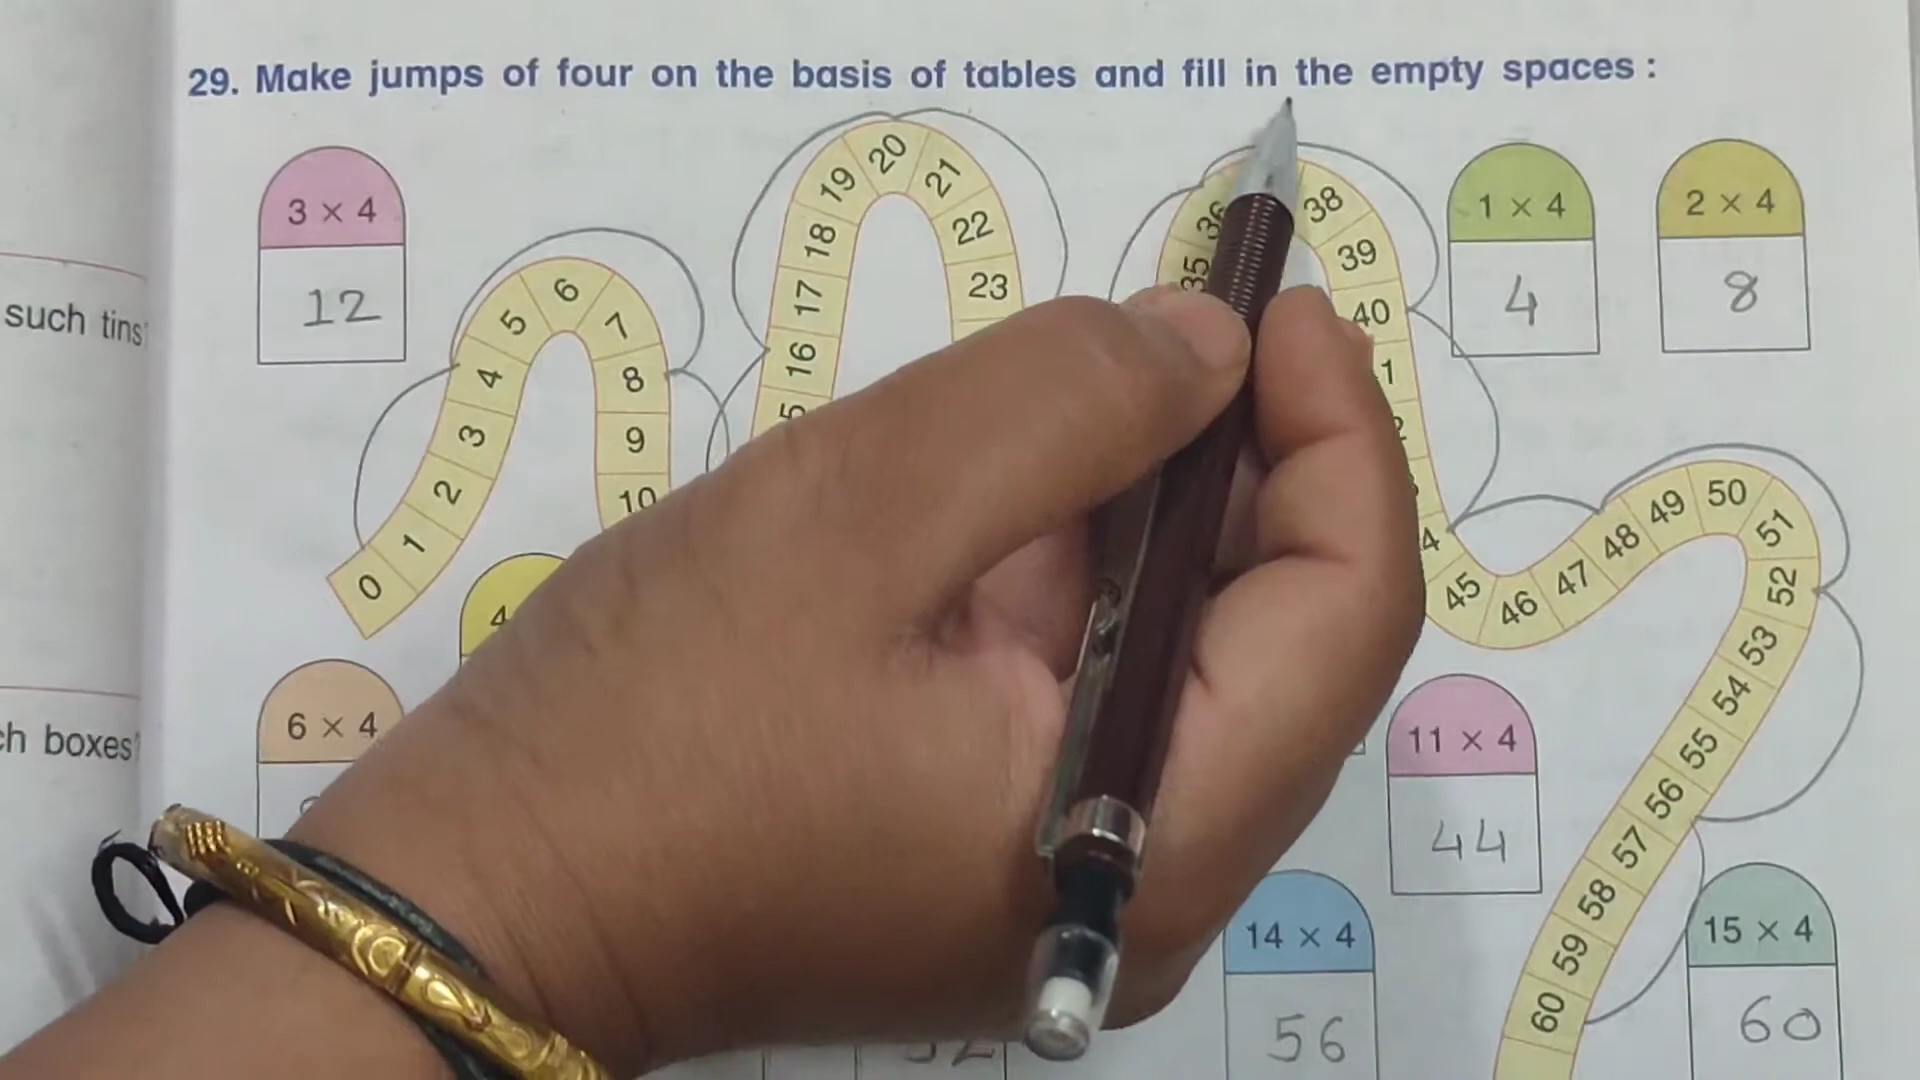 29. Make jumps of four on the basis of tables and fill in the empty spaces :
3 × 4
12
1 × 4
4
2 × 4
8
such tins
0 1 2 3 4 5 6 7 8 9 10
16 17 18 19 20 21 22 23
35 36 38 39 40
45 46 47 48 49 50 51 52 53 54 55 56 57 58 59 60
4
6 × 4
boxes?
11 × 4
44
14 × 4
56
15 × 4
60